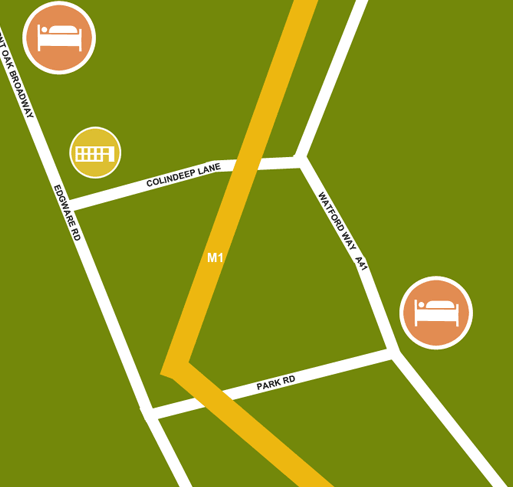 OAK BROADWAY
COLINDEEP LANE
EDGWARE RD
WATFORD WAY A41
M1
PARK RD